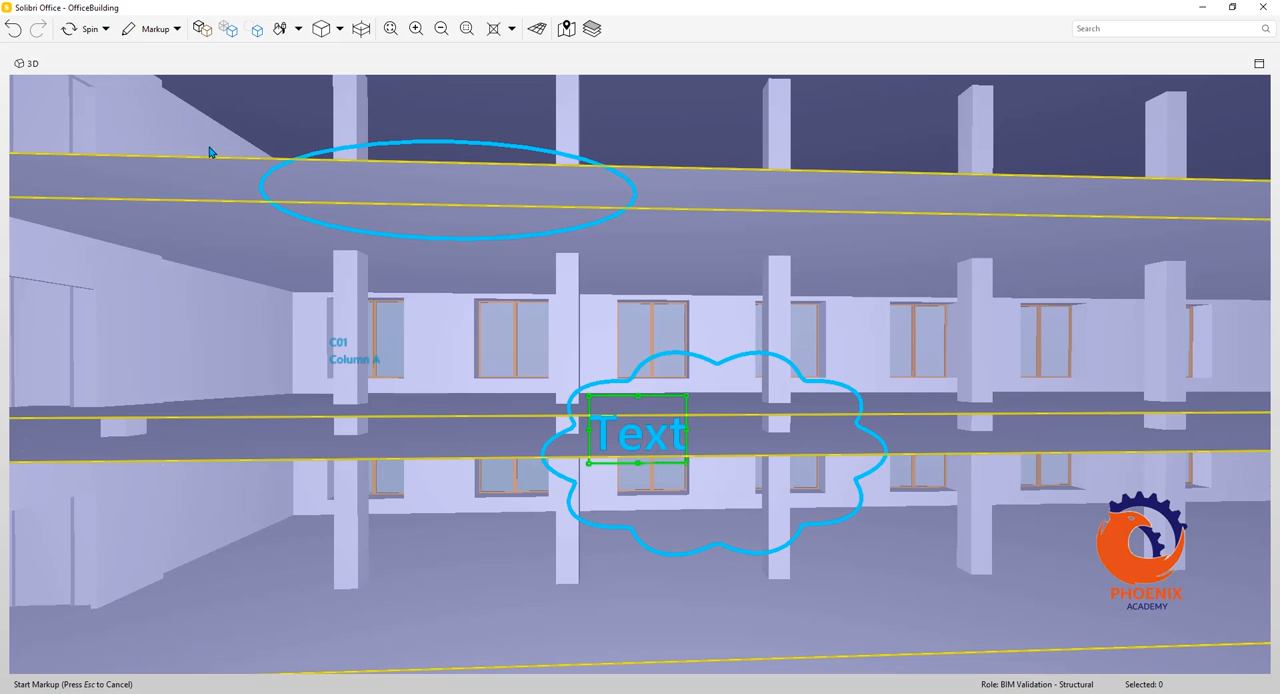 Solibri Office - OfficeBuilding
Spin
Markup
Search
3D
C01
Column A
Text
PHOENIX
ACADEMY
Start Markup (Press Esc to Cancel)
Role: BIM Validation - Structural
Selected: 0